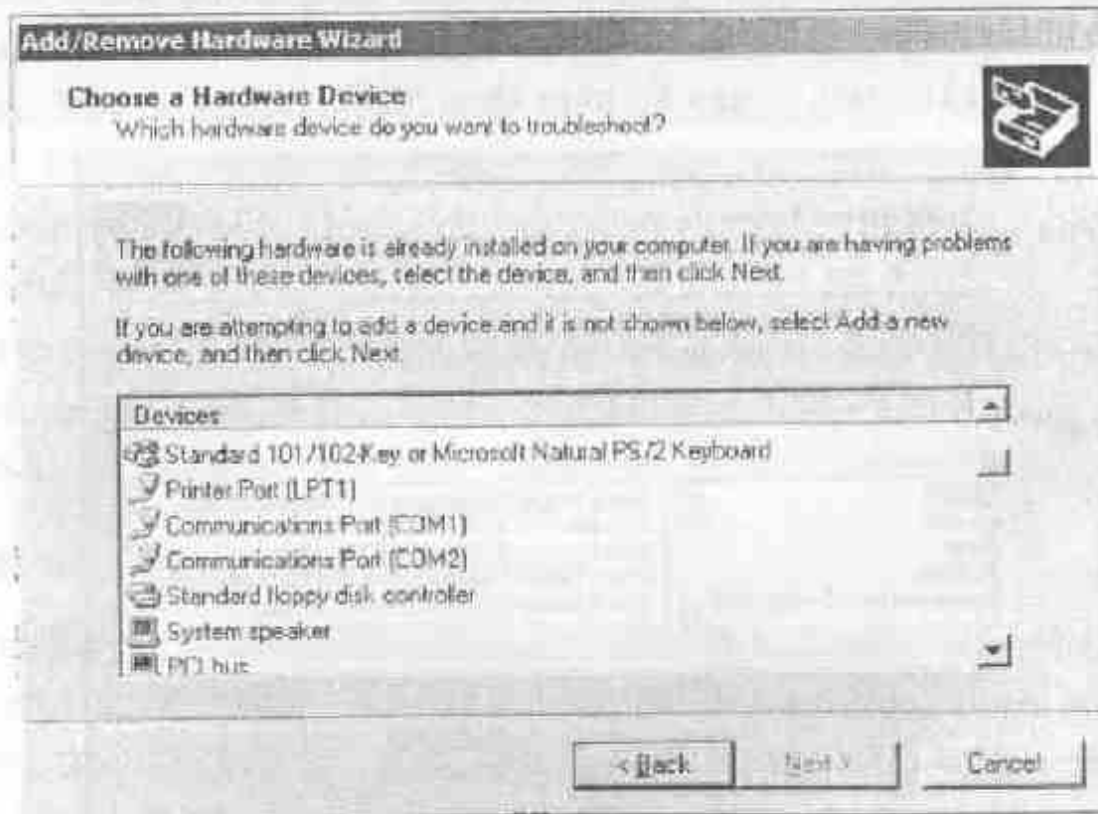 Add/Remove Hardware Wizard
Choose a Hardware Device
Which hardware device do you want to troubleshoot?
The following hardware is already installed on your computer. If you are having problems
with one of these devices, select the device, and then click Next.
If you are attempting to add a device and it is not shown below, select Add a new
device, and then click Next.
Devices
Standard 101/102-Key or Microsoft Natural PS/2 Keyboard
Printer Port (LPT1)
Communications Port (COM1)
Communications Port (COM2)
Standard floppy disk controller
System speaker
PCI bus
< Back
Next >
Cancel